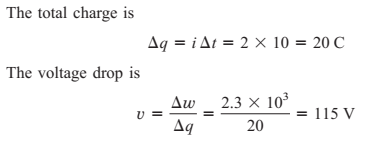 The total charge is
Δq = i Δt = 2 × 10 = 20 C
The voltage drop is
v = Δw/Δq = 2.3 × 10³/20 = 115 V